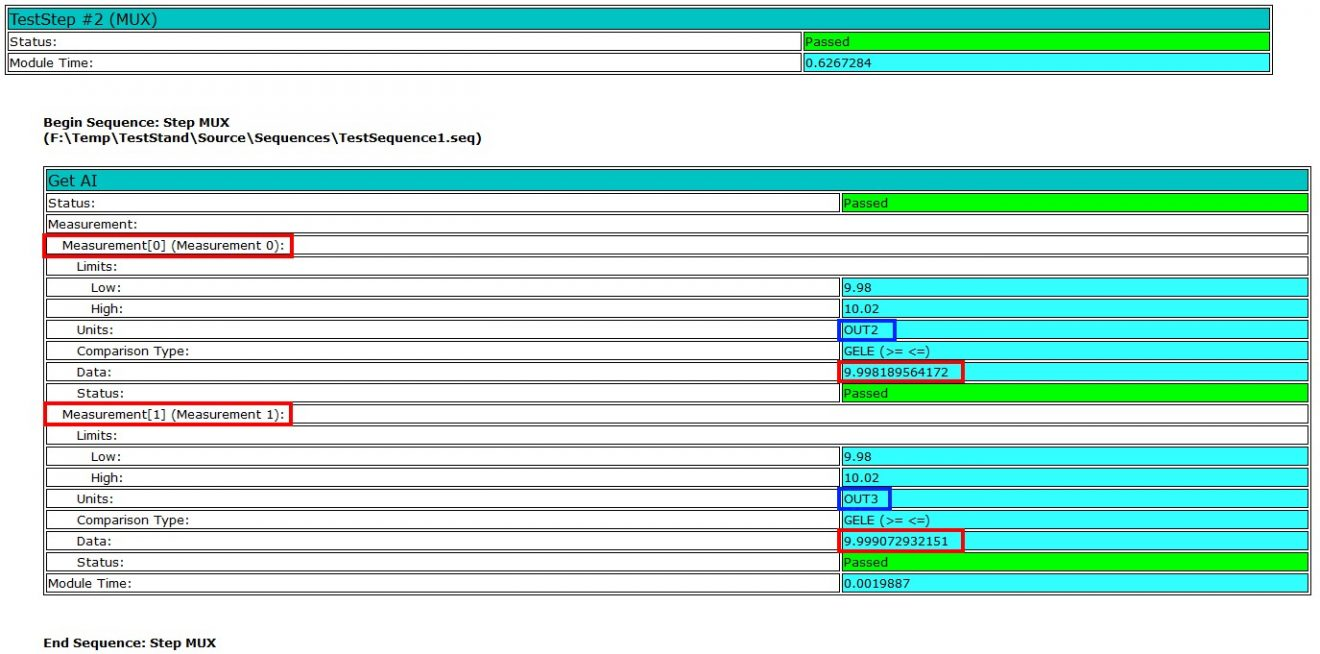 TestStep #2 (MUX)
Status: Passed
Module Time: 0.6267284
Begin Sequence: Step MUX
(F:\Temp\TestStand\Source\Sequences\TestSequence1.seq)
Get AI
Status: Passed
Measurement:
Measurement[0] (Measurement 0):
Limits:
Low: 9.98
High: 10.02
Units: OUT2
Comparison Type: GELE (>= <=)
Data: 9.998189564172
Status: Passed
Measurement[1] (Measurement 1):
Limits:
Low: 9.98
High: 10.02
Units: OUT3
Comparison Type: GELE (>= <=)
Data: 9.999072932151
Status: Passed
Module Time: 0.0019887
End Sequence: Step MUX